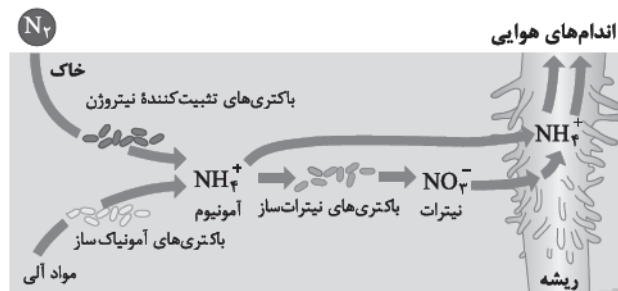 N₂
اندام‌های هوایی
خاک
باکتری‌های تثبیت‌کنندهٔ نیتروژن
NH₄⁺
NH₄⁺
NO₃⁻
آمونیوم
باکتری‌های نیترات‌ساز
نیترات
باکتری‌های آمونیاک‌ساز
مواد آلی
ریشه